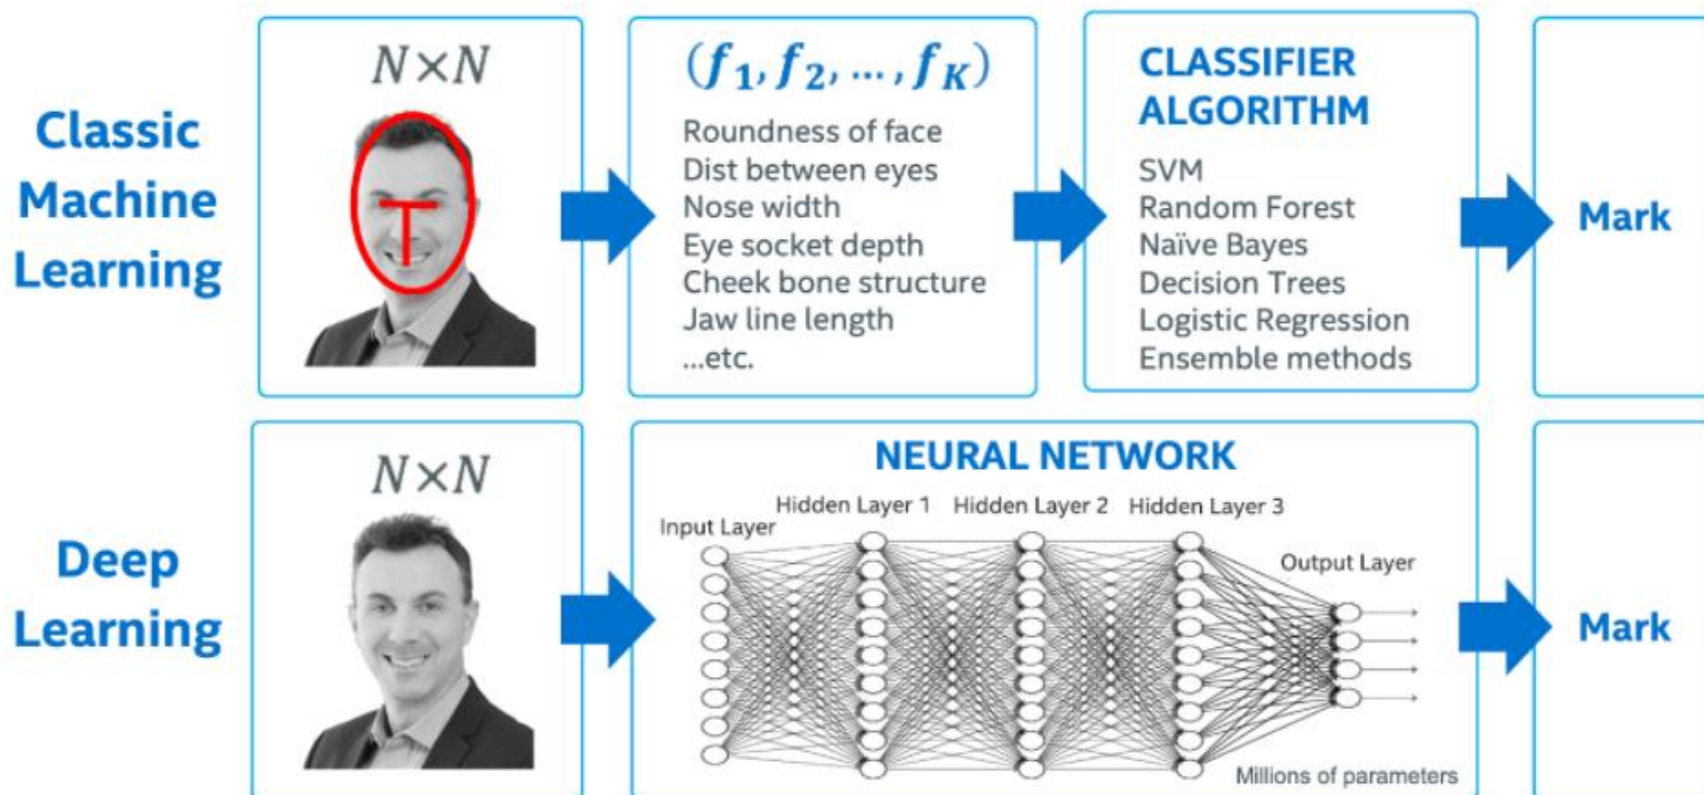 Classic
Machine
Learning
N×N
(f₁, f₂, ..., f_K)
Roundness of face
Dist between eyes
Nose width
Eye socket depth
Cheek bone structure
Jaw line length
...etc.
CLASSIFIER
ALGORITHM
SVM
Random Forest
Naïve Bayes
Decision Trees
Logistic Regression
Ensemble methods
Mark
Deep
Learning
N×N
NEURAL NETWORK
Input Layer
Hidden Layer 1
Hidden Layer 2
Hidden Layer 3
Output Layer
Millions of parameters
Mark